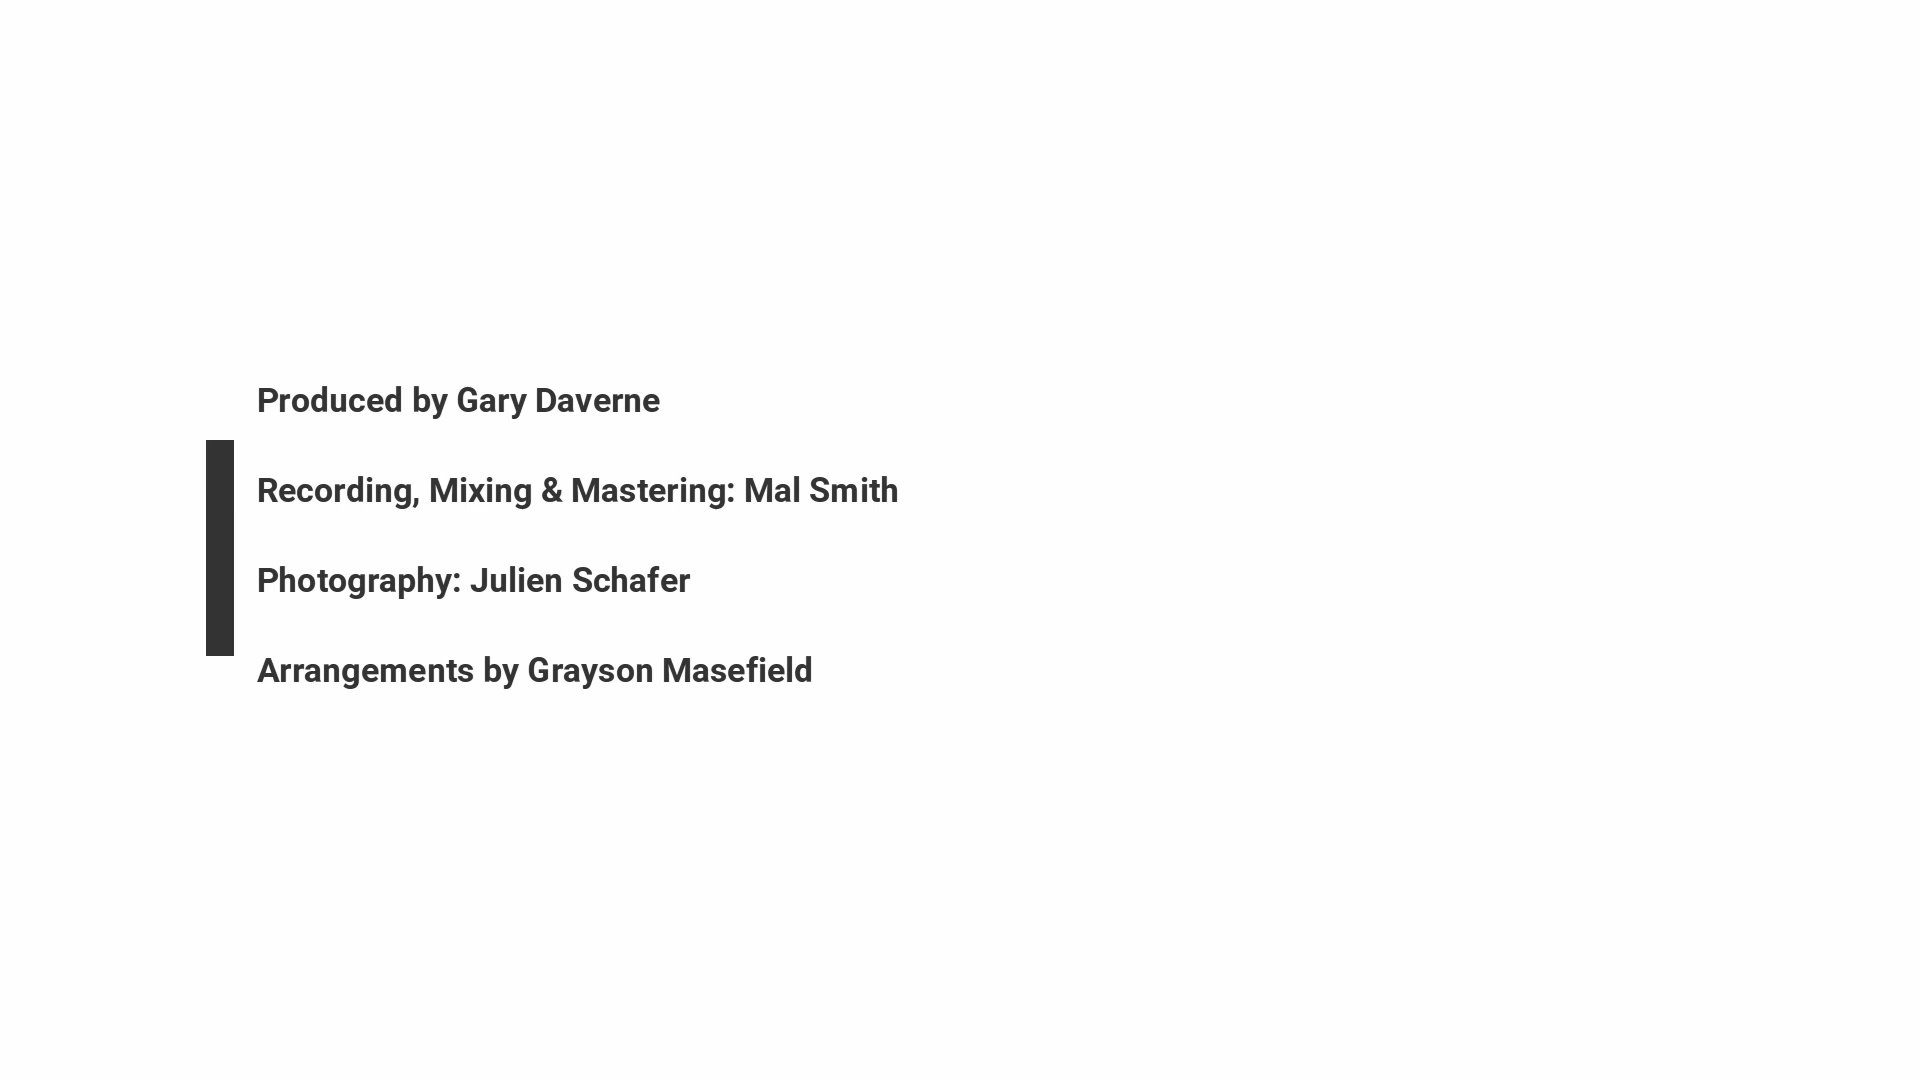 Produced by Gary Daverne
Recording, Mixing & Mastering: Mal Smith
Photography: Julien Schafer
Arrangements by Grayson Masefield